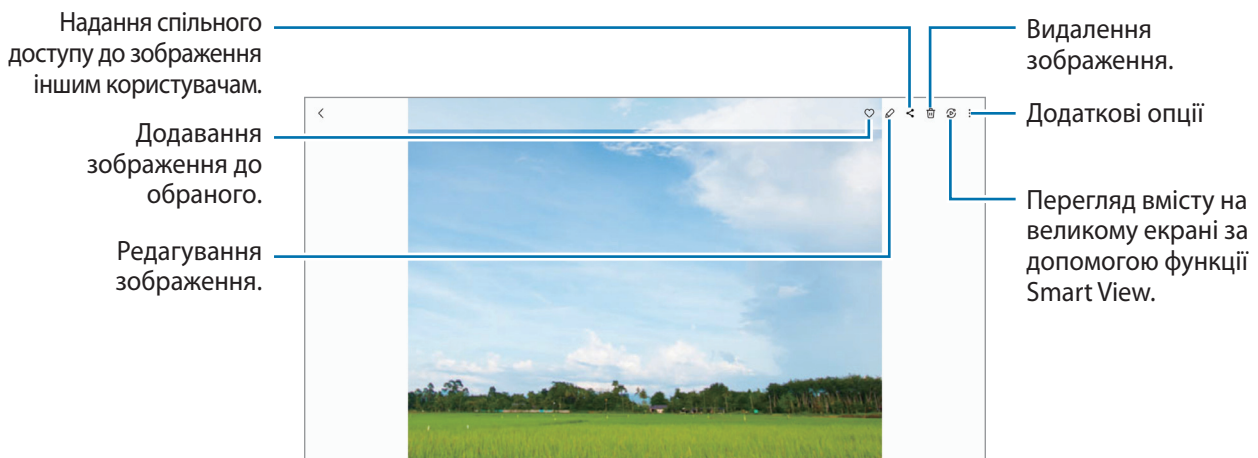 Надання спільного
доступу до зображення
іншим користувачам.
Додавання
зображення до
обраного.
Редагування
зображення.
Видалення
зображення.
Додаткові опції
Перегляд вмісту на
великому екрані за
допомогою функції
Smart View.